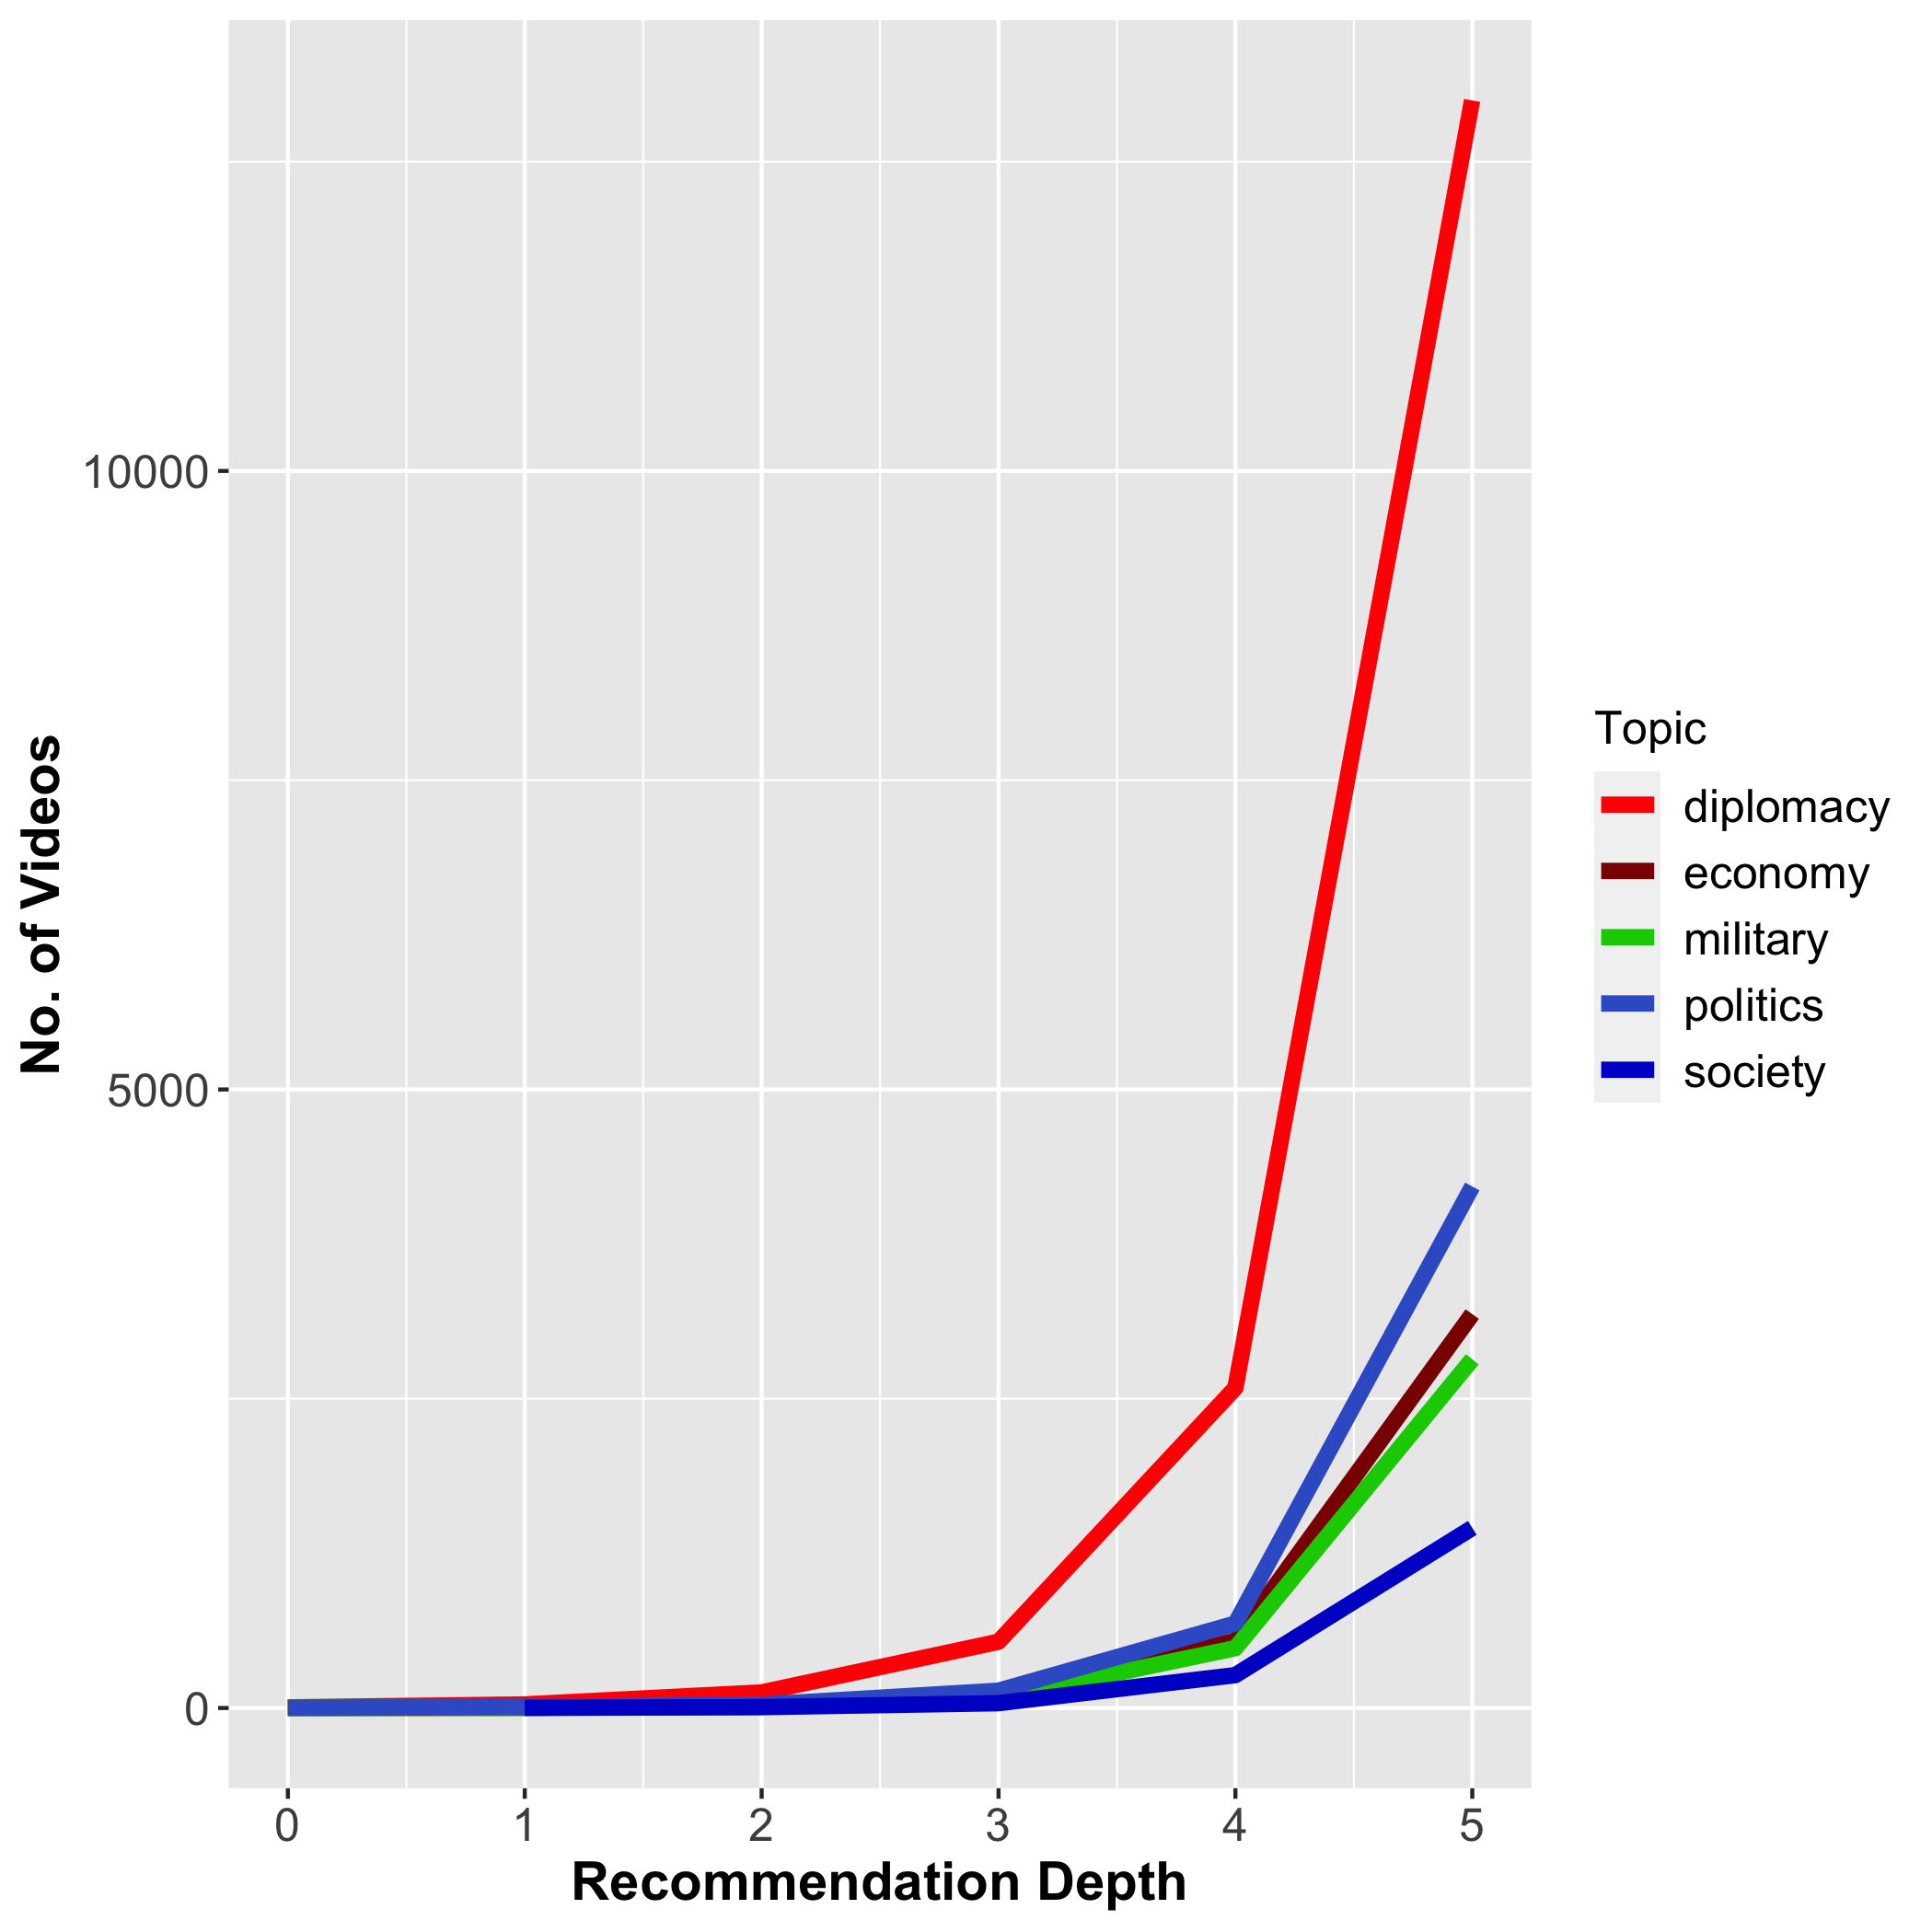 No. of Videos
10000
5000
0
0 1 2 3 4 5
Recommendation Depth
Topic
diplomacy
economy
military
politics
society